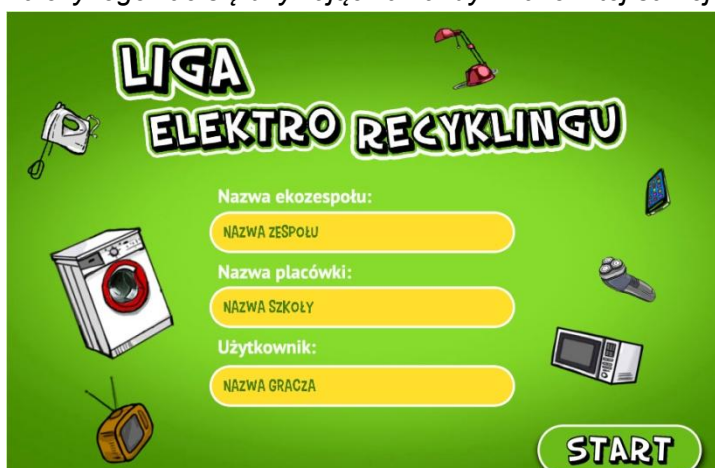 LIGA
ELEKTRO RECYKLINGU
Nazwa ekozespołu:
NAZWA ZESPOŁU
Nazwa placówki:
NAZWA SZKOŁY
Użytkownik:
NAZWA GRACZA
START